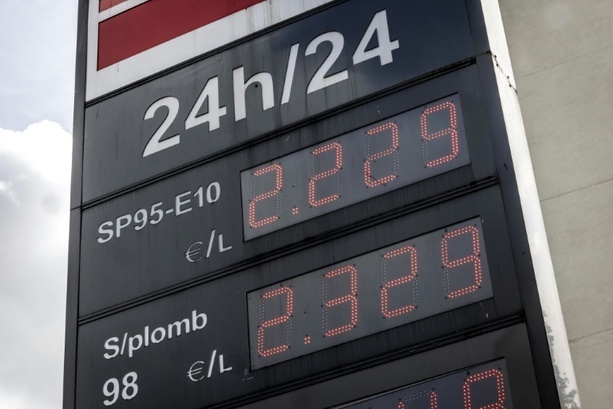 24h/24
SP95-E10 2.229
€/L
S/plomb 2.329
98 €/L